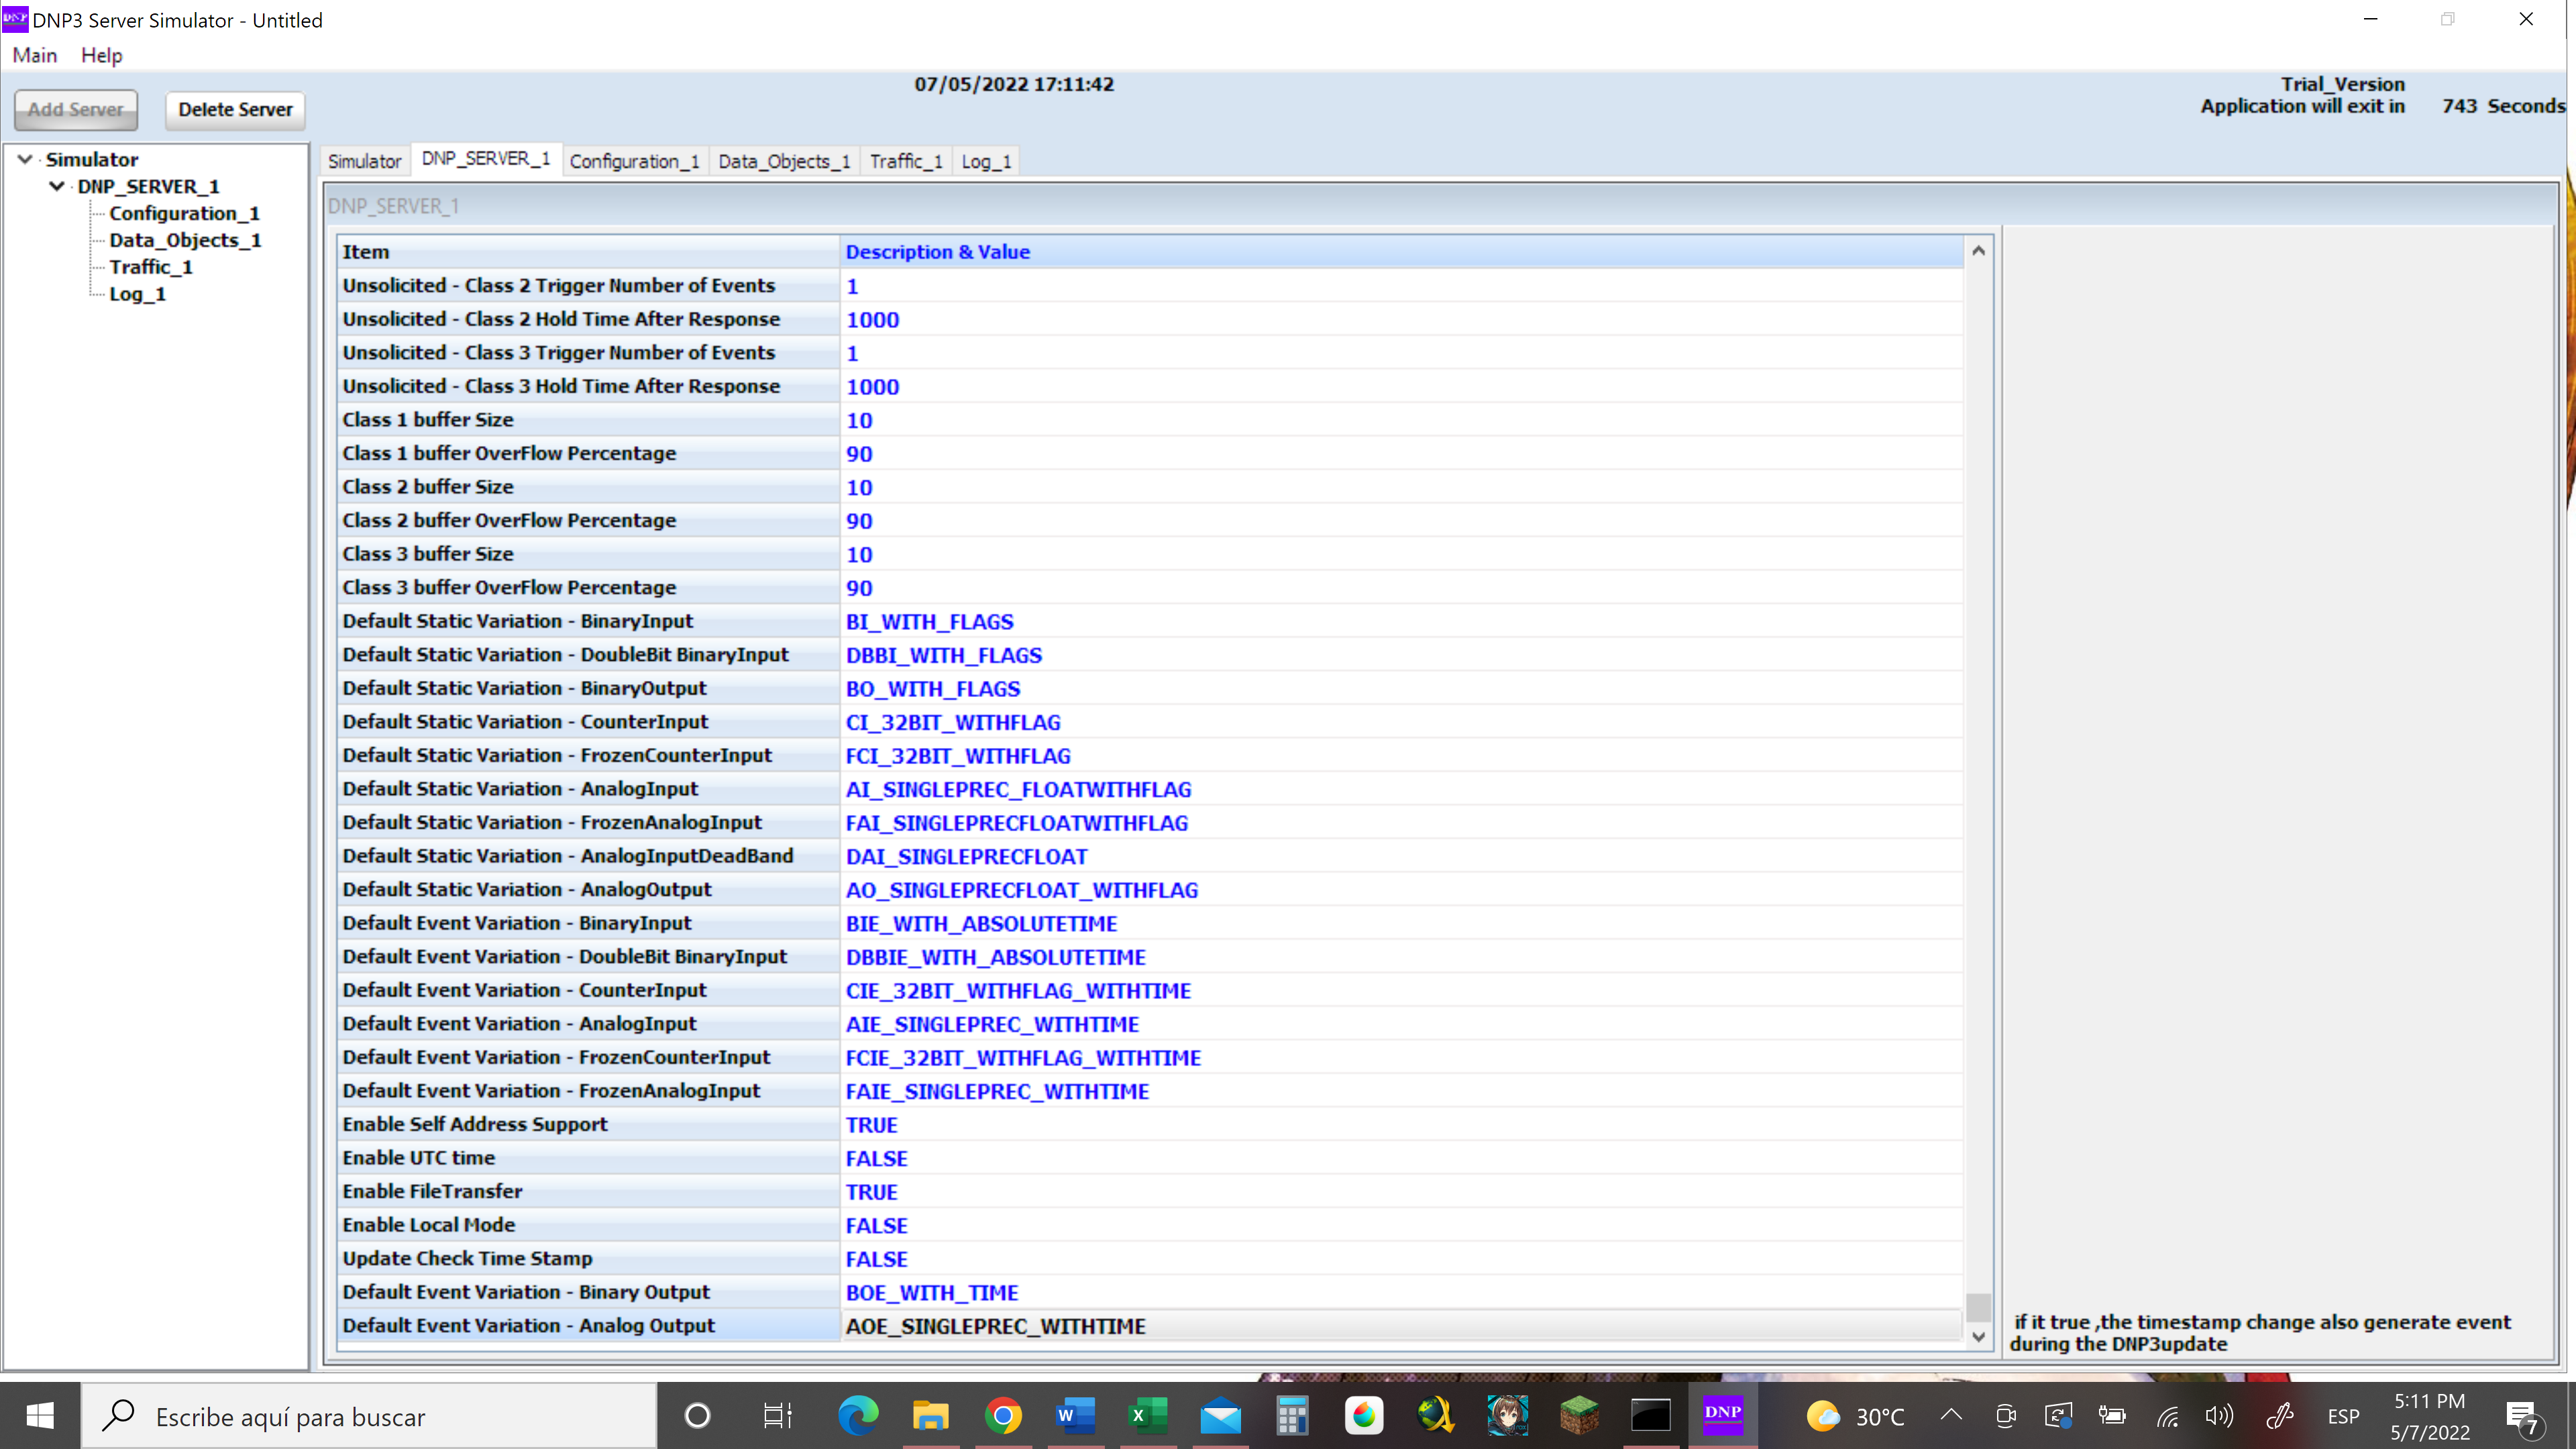 DNP DNP3 Server Simulator - Untitled
Main Help
07/05/2022 17:11:42
Trial_Version
Application will exit in 743 Seconds
Add Server Delete Server
Simulator
DNP_SERVER_1
Configuration_1
Data_Objects_1
Traffic_1
Log_1
Simulator DNP_SERVER_1 Configuration_1 Data_Objects_1 Traffic_1 Log_1
DNP_SERVER_1
Item Description & Value
Unsolicited - Class 2 Trigger Number of Events 1
Unsolicited - Class 2 Hold Time After Response 1000
Unsolicited - Class 3 Trigger Number of Events 1
Unsolicited - Class 3 Hold Time After Response 1000
Class 1 buffer Size 10
Class 1 buffer OverFlow Percentage 90
Class 2 buffer Size 10
Class 2 buffer OverFlow Percentage 90
Class 3 buffer Size 10
Class 3 buffer OverFlow Percentage 90
Default Static Variation - BinaryInput BI_WITH_FLAGS
Default Static Variation - DoubleBit BinaryInput DBBI_WITH_FLAGS
Default Static Variation - BinaryOutput BO_WITH_FLAGS
Default Static Variation - CounterInput CI_32BIT_WITHFLAG
Default Static Variation - FrozenCounterInput FCI_32BIT_WITHFLAG
Default Static Variation - AnalogInput AI_SINGLEPREC_FLOATWITHFLAG
Default Static Variation - FrozenAnalogInput FAI_SINGLEPRECFLOATWITHFLAG
Default Static Variation - AnalogInputDeadBand DAI_SINGLEPRECFLOAT
Default Static Variation - AnalogOutput AO_SINGLEPRECFLOAT_WITHFLAG
Default Event Variation - BinaryInput BIE_WITH_ABSOLUTETIME
Default Event Variation - DoubleBit BinaryInput DBBIE_WITH_ABSOLUTETIME
Default Event Variation - CounterInput CIE_32BIT_WITHFLAG_WITHTIME
Default Event Variation - AnalogInput AIE_SINGLEPREC_WITHTIME
Default Event Variation - FrozenCounterInput FCIE_32BIT_WITHFLAG_WITHTIME
Default Event Variation - FrozenAnalogInput FAIE_SINGLEPREC_WITHTIME
Enable Self Address Support TRUE
Enable UTC time FALSE
Enable FileTransfer TRUE
Enable Local Mode FALSE
Update Check Time Stamp FALSE
Default Event Variation - Binary Output BOE_WITH_TIME
Default Event Variation - Analog Output AOE_SINGLEPREC_WITHTIME
if it true ,the timestamp change also generate event
during the DNP3update
Escribe aquí para buscar
W
X
DNP
30°C
ESP
5:11 PM
5/7/2022
7